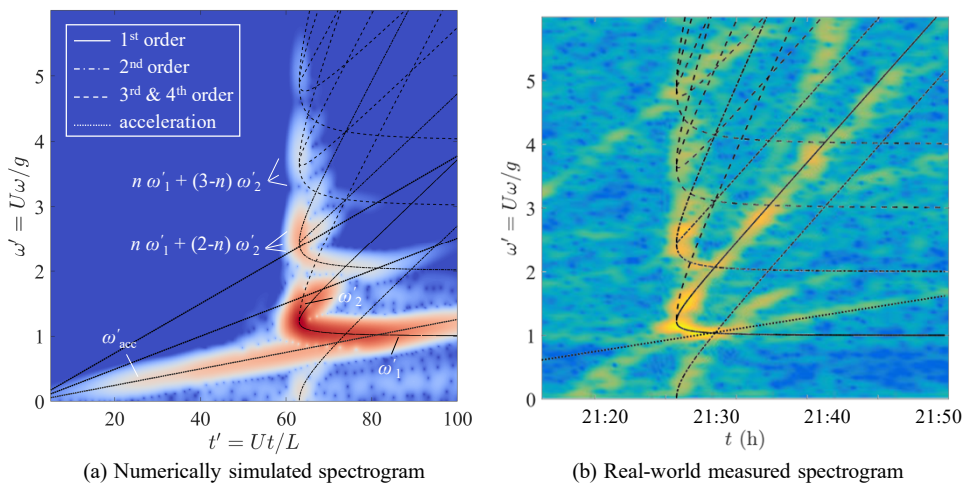 1st order
2nd order
3rd & 4th order
acceleration
n ω'1 + (3-n) ω'2
n ω'1 + (2-n) ω'2
ω'2
ω'acc
ω'1
ω' = Uω/g
0
1
2
3
4
5
20
40
60
80
100
t' = Ut/L
(a) Numerically simulated spectrogram
ω' = Uω/g
0
1
2
3
4
5
21:20
21:30
21:40
21:50
t (h)
(b) Real-world measured spectrogram